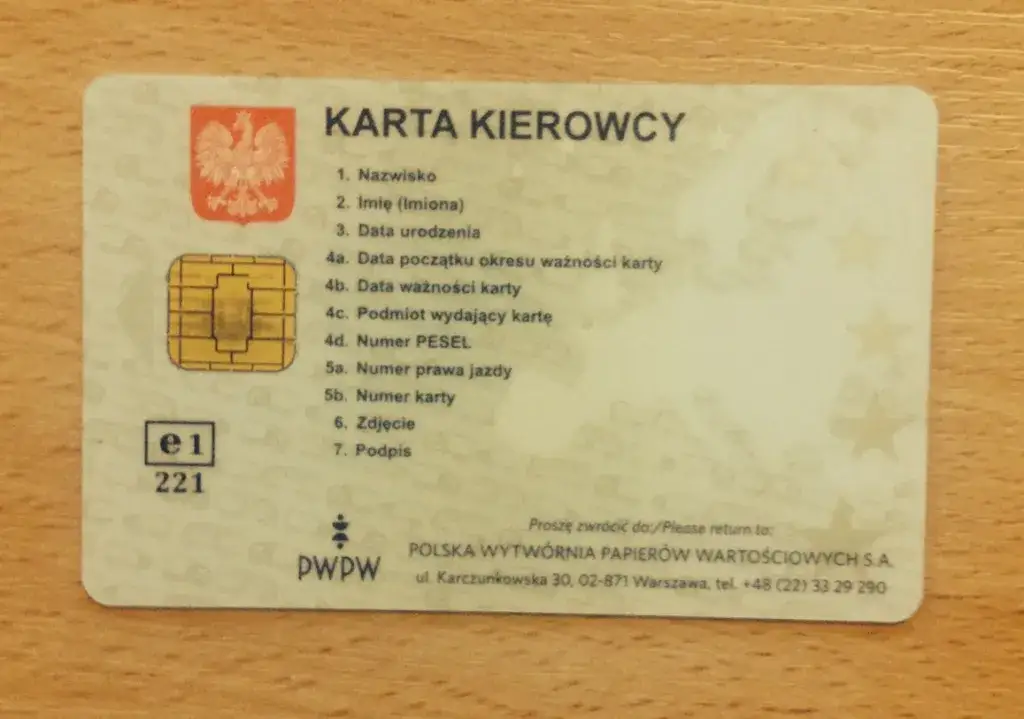 KARTA KIEROWCY
1. Nazwisko
2. Imię (Imiona)
3. Data urodzenia
4a. Data początku okresu ważności karty
4b. Data ważności karty
4c. Podmiot wydający kartę
4d. Numer PESEL
5a. Numer prawa jazdy
5b. Numer karty
6. Zdjęcie
7. Podpis
e1
221
PWPW
Proszę zwrócić do:/Please return to:
POLSKA WYTWÓRNIA PAPIERÓW WARTOŚCIOWYCH S.A.
ul. Karczunkowska 30, 02-871 Warszawa, tel. +48 (22) 33 29 290